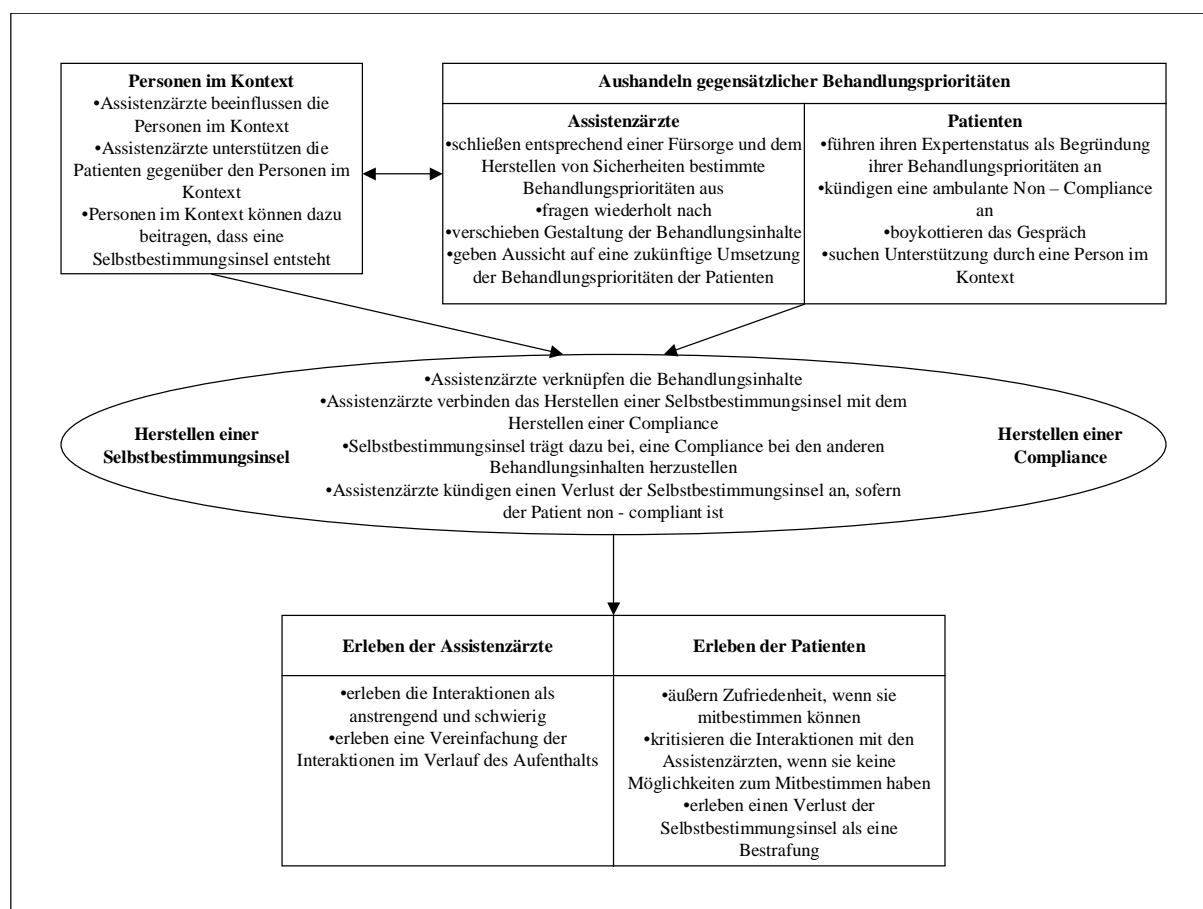 Personen im Kontext
•Assistenzärzte beeinflussen die
Personen im Kontext
•Assistenzärzte unterstützen die
Patienten gegenüber den Personen im
Kontext
•Personen im Kontext können dazu
beitragen, dass eine
Selbstbestimmungsinsel entsteht
Aushandeln gegensätzlicher Behandlungsprioritäten
Assistenzärzte
•schließen entsprechend einer Fürsorge und dem
Herstellen von Sicherheiten bestimmte
Behandlungsprioritäten aus
•fragen wiederholt nach
•verschieben Gestaltung der Behandlungsinhalte
•geben Aussicht auf eine zukünftige Umsetzung
der Behandlungsprioritäten der Patienten
Patienten
•führen ihren Expertenstatus als Begründung
ihrer Behandlungsprioritäten an
•kündigen eine ambulante Non – Compliance
an
•boykottieren das Gespräch
•suchen Unterstützung durch eine Person im
Kontext
Herstellen einer
Selbstbestimmungsinsel
•Assistenzärzte verknüpfen die Behandlungsinhalte
•Assistenzärzte verbinden das Herstellen einer Selbstbestimmungsinsel mit dem
Herstellen einer Compliance
•Selbstbestimmungsinsel trägt dazu bei, eine Compliance bei den anderen
Behandlungsinhalten herzustellen
•Assistenzärzte kündigen einen Verlust der Selbstbestimmungsinsel an, sofern
der Patient non - compliant ist
Herstellen einer
Compliance
Erleben der Assistenzärzte
•erleben die Interaktionen als
anstrengend und schwierig
•erleben eine Vereinfachung der
Interaktionen im Verlauf des Aufenthalts
Erleben der Patienten
•äußern Zufriedenheit, wenn sie
mitbestimmen können
•kritisieren die Interaktionen mit den
Assistenzärzten, wenn sie keine
Möglichkeiten zum Mitbestimmen haben
•erleben einen Verlust der
Selbstbestimmungsinsel als eine
Bestrafung